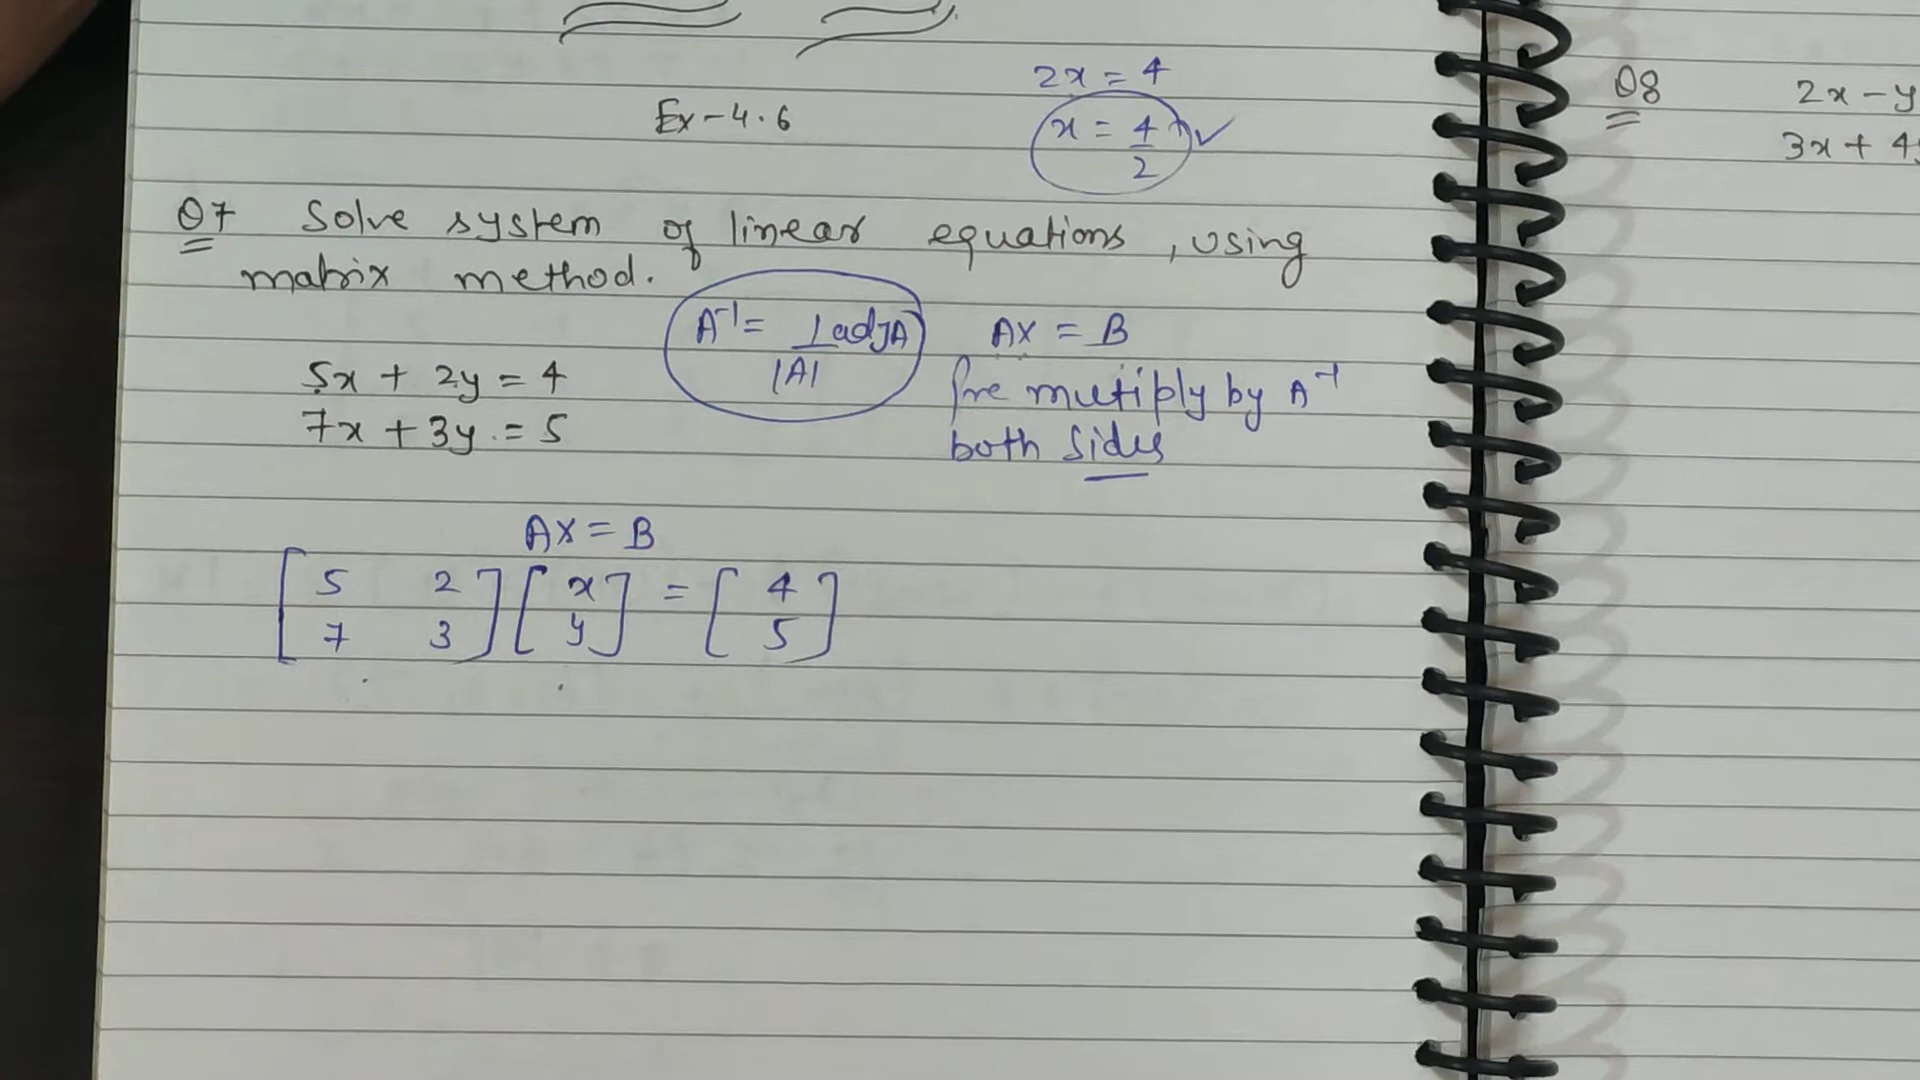 2x = 4
Ex-4.6
x = 4/2 ✓
Q7 Solve system of linear equations, using
matrix method.
A⁻¹ = 1/|A| adjA
AX = B
Pre mutiply by A⁻¹
both sides
5x + 2y = 4
7x + 3y = 5
AX = B
[5 2; 7 3] [x; y] = [4; 5]
Q8 2x - y
3x + 4